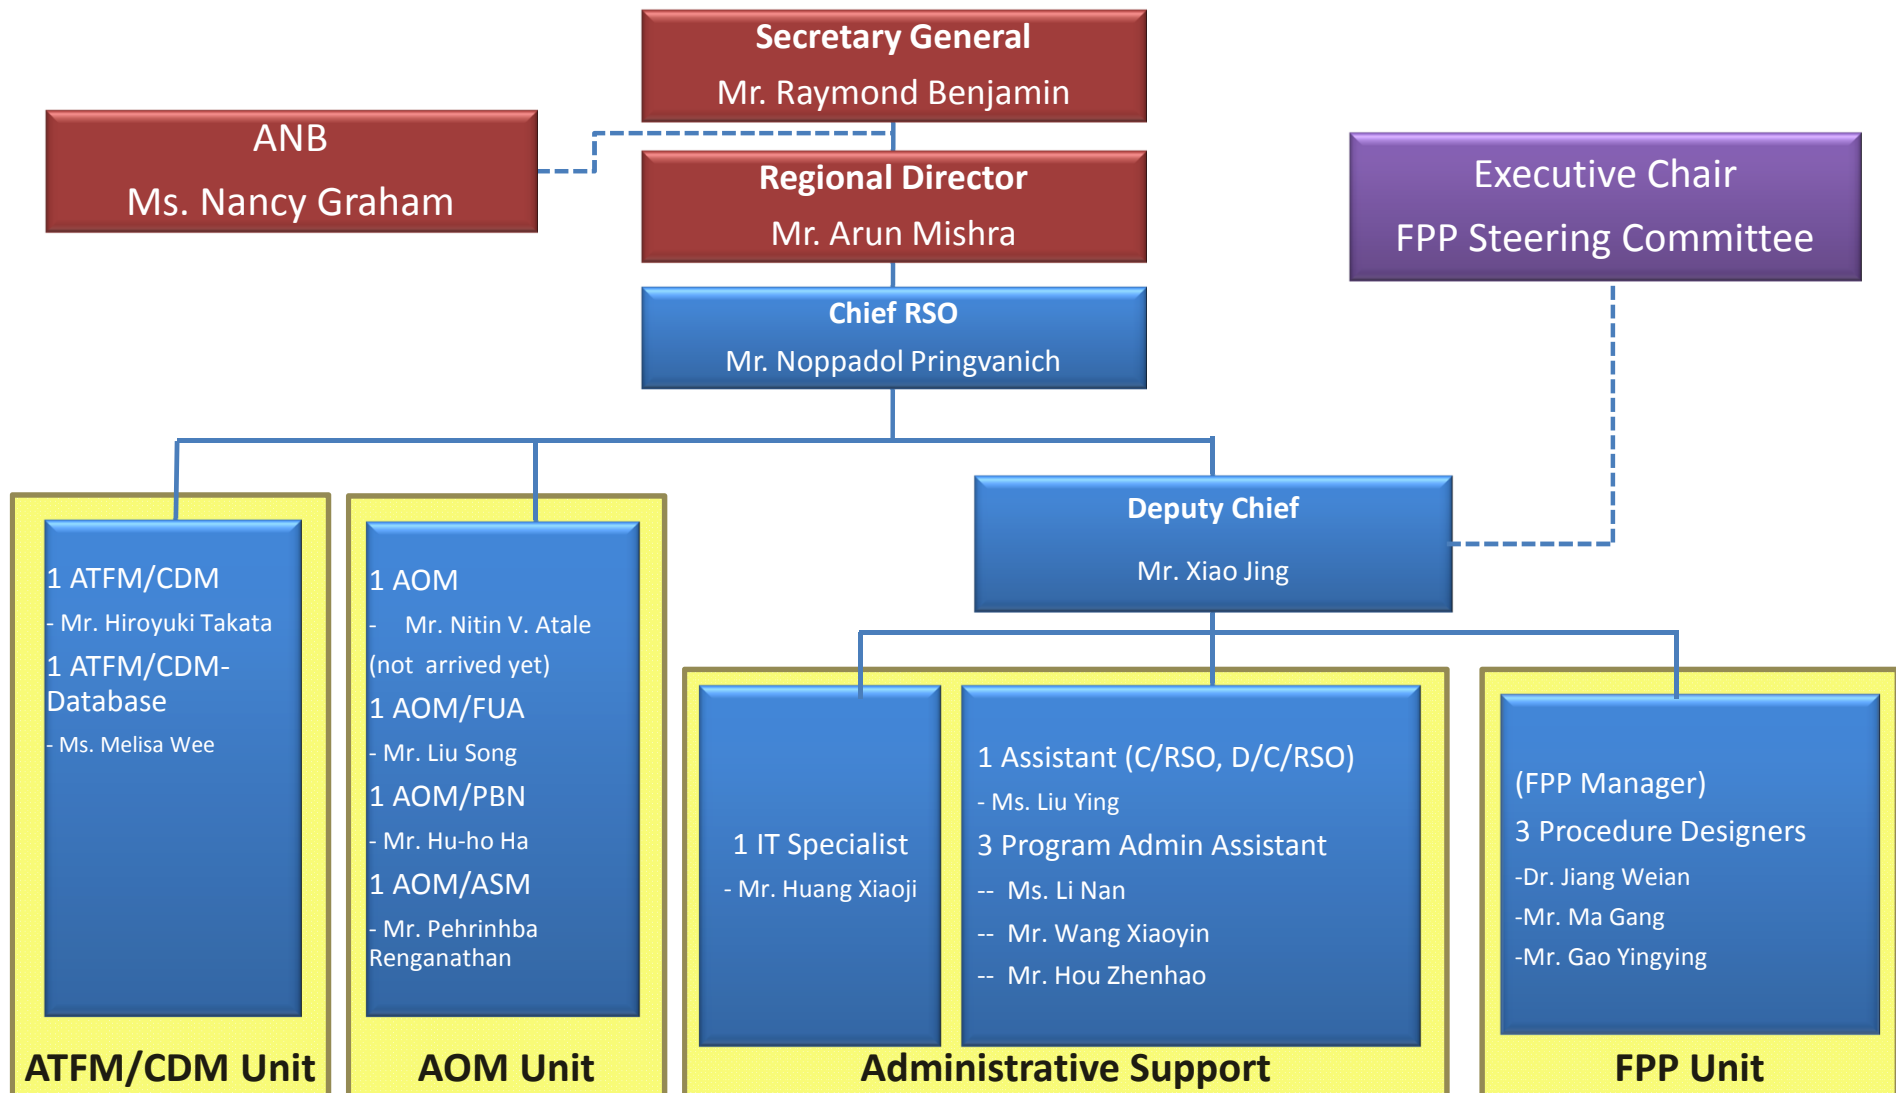 Secretary General
Mr. Raymond Benjamin
ANB
Ms. Nancy Graham
Regional Director
Mr. Arun Mishra
Executive Chair
FPP Steering Committee
Chief RSO
Mr. Noppadol Pringvanich
Deputy Chief
Mr. Xiao Jing
1 ATFM/CDM
- Mr. Hiroyuki Takata
1 ATFM/CDM-
Database
- Ms. Melisa Wee
ATFM/CDM Unit
1 AOM
- Mr. Nitin V. Atale
(not arrived yet)
1 AOM/FUA
- Mr. Liu Song
1 AOM/PBN
- Mr. Hu-ho Ha
1 AOM/ASM
- Mr. Pehrinhba
Renganathan
AOM Unit
1 IT Specialist
- Mr. Huang Xiaoji
1 Assistant (C/RSO, D/C/RSO)
- Ms. Liu Ying
3 Program Admin Assistant
-- Ms. Li Nan
-- Mr. Wang Xiaoyin
-- Mr. Hou Zhenhao
Administrative Support
(FPP Manager)
3 Procedure Designers
-Dr. Jiang Weian
-Mr. Ma Gang
-Mr. Gao Yingying
FPP Unit